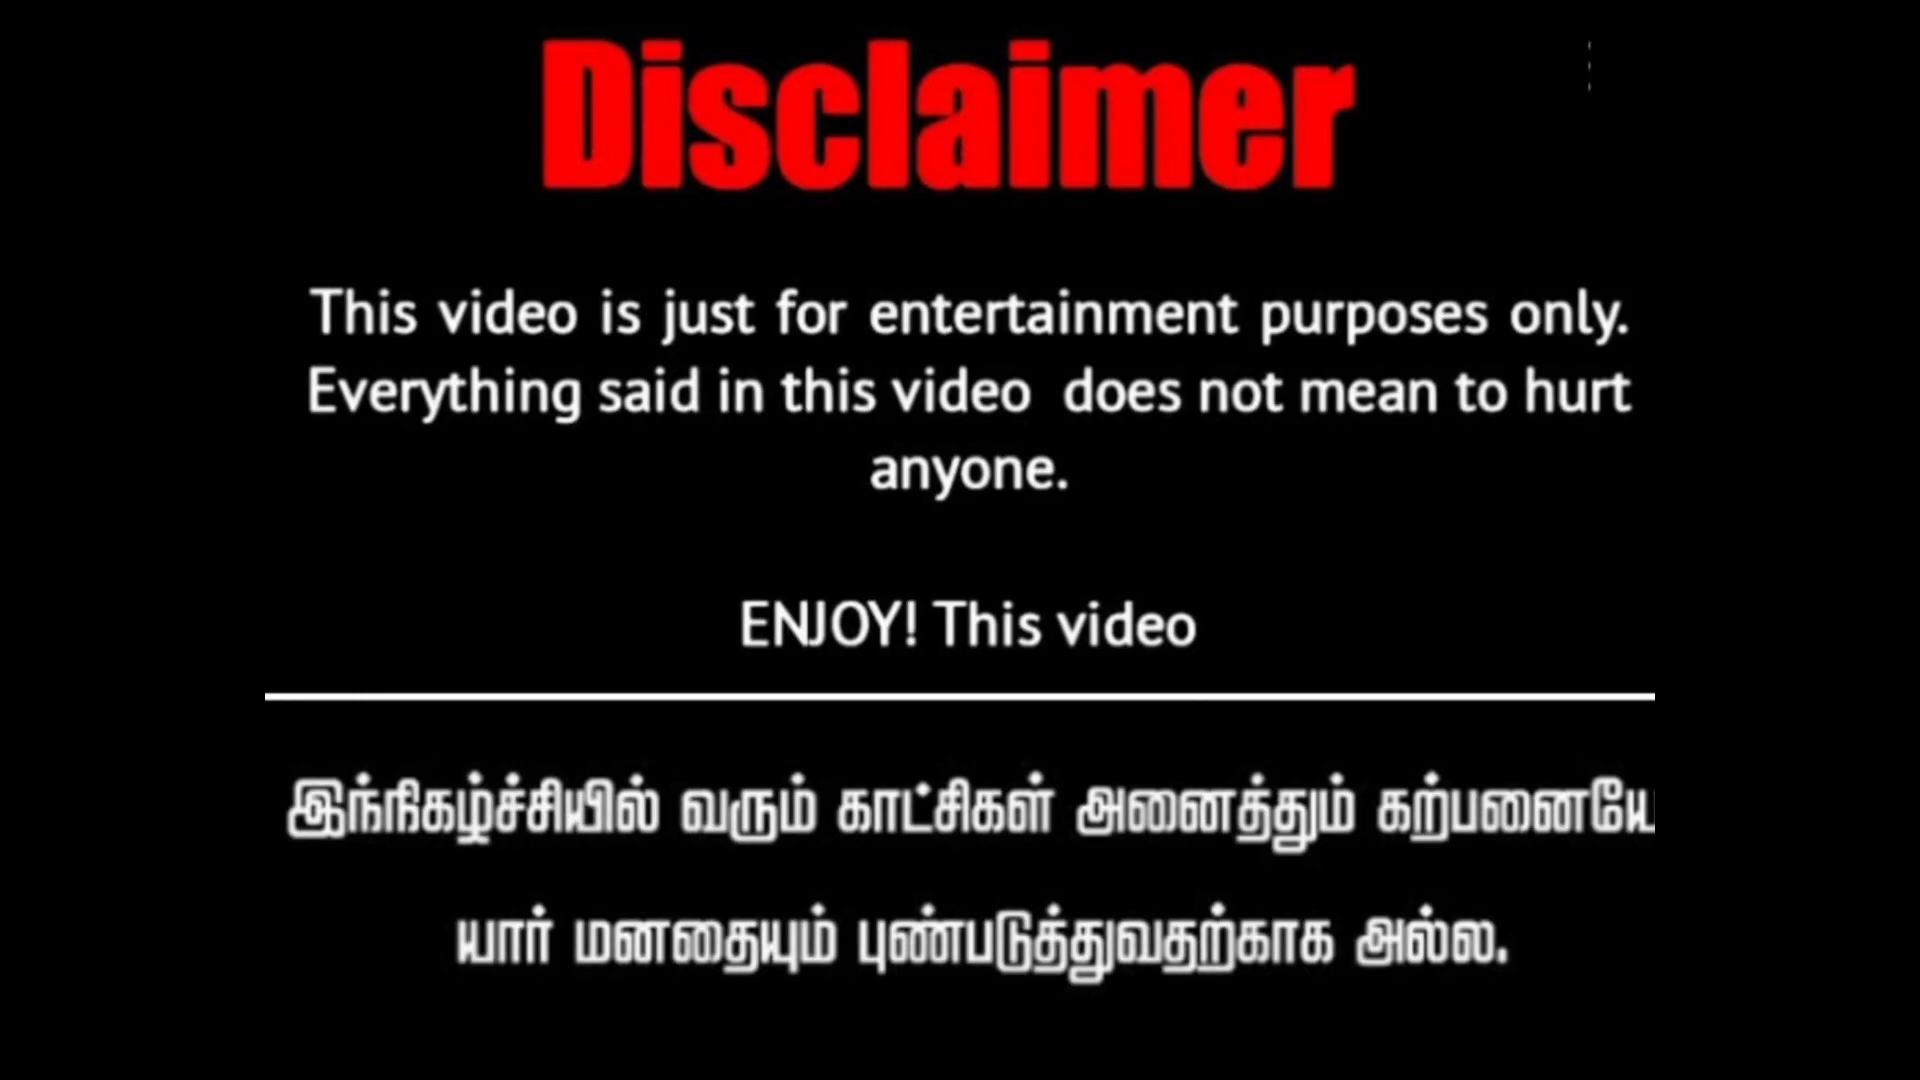 Disclaimer
This video is just for entertainment purposes only.
Everything said in this video does not mean to hurt
anyone.
ENJOY! This video
இந்நிகழ்ச்சியில் வரும் காட்சிகள் அனைத்தும் கற்பனையே
யார் மனதையும் புண்படுத்துவதற்காக அல்ல.